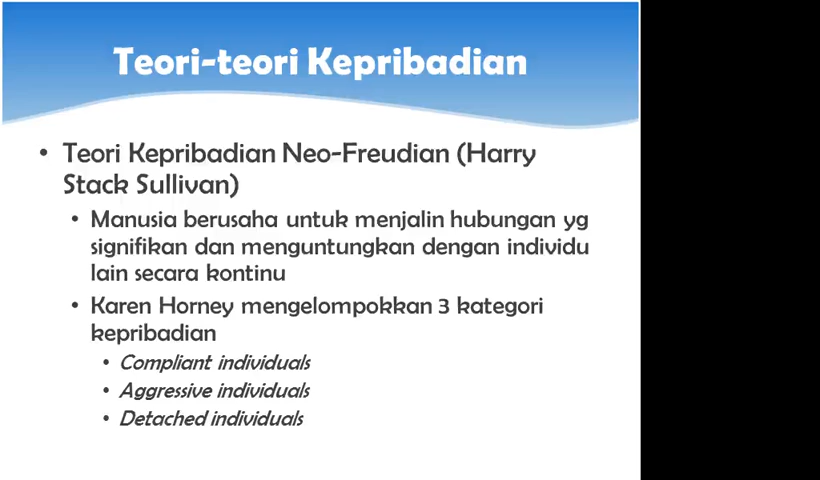 Teori-teori Kepribadian
• Teori Kepribadian Neo-Freudian (Harry
Stack Sullivan)
• Manusia berusaha untuk menjalin hubungan yg
signifikan dan menguntungkan dengan individu
lain secara kontinu
• Karen Horney mengelompokkan 3 kategori
kepribadian
• Compliant individuals
• Aggressive individuals
• Detached individuals